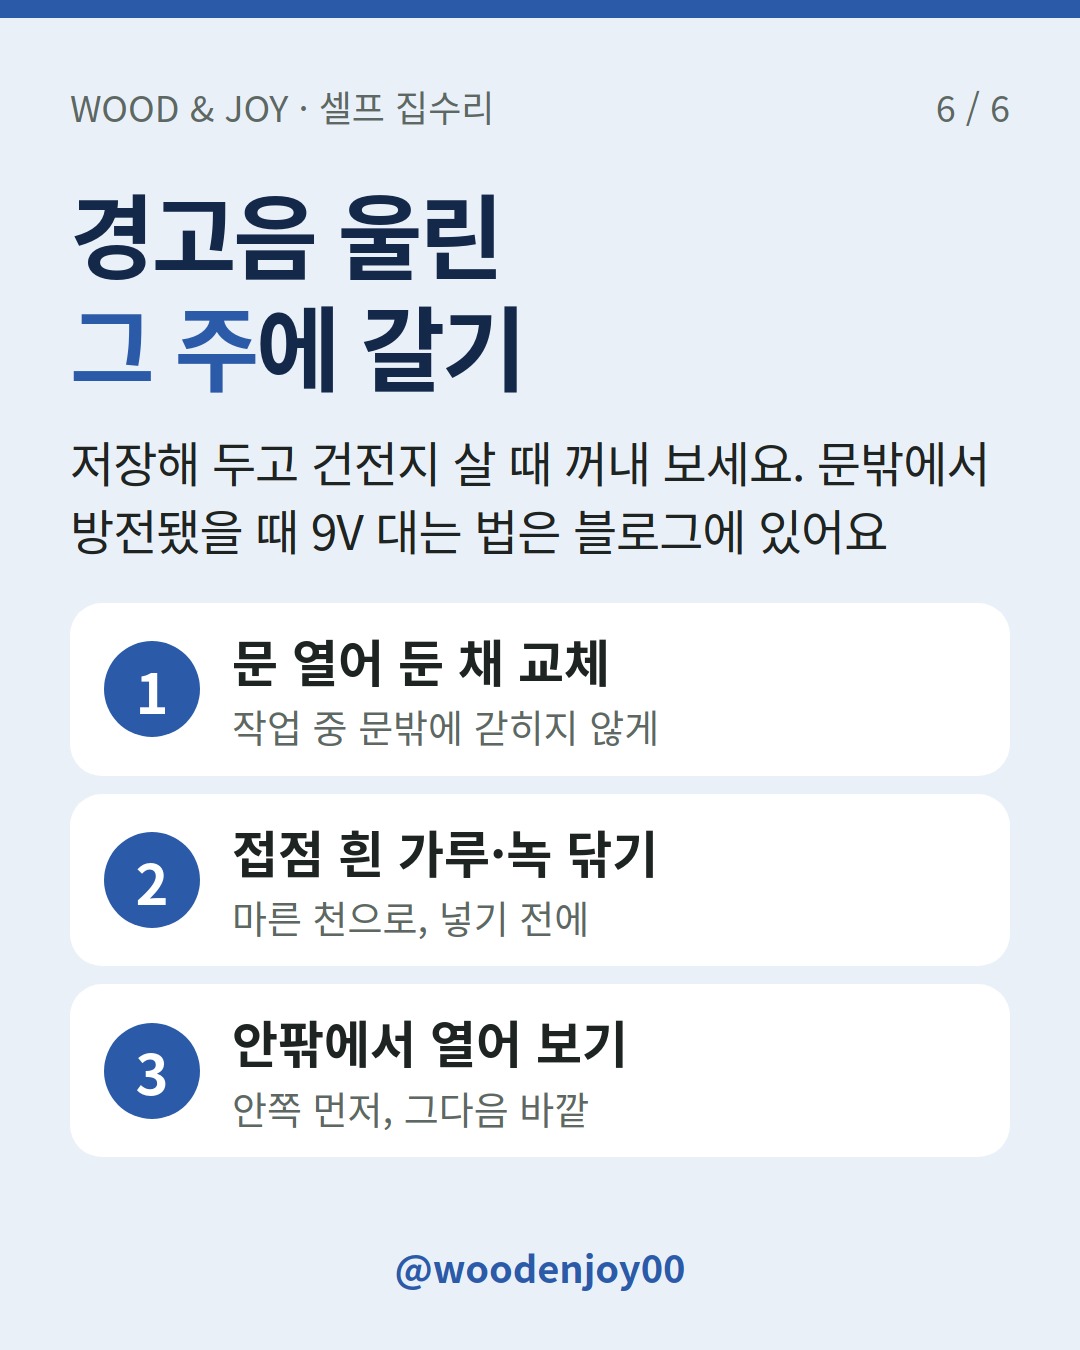 WOOD & JOY · 셀프 집수리
6 / 6
경고음 울린
그 주에 갈기
저장해 두고 건전지 살 때 꺼내 보세요. 문밖에서
방전됐을 때 9V 대는 법은 블로그에 있어요
1
문 열어 둔 채 교체
작업 중 문밖에 갇히지 않게
2
접점 흰 가루·녹 닦기
마른 천으로, 넣기 전에
3
안팎에서 열어 보기
안쪽 먼저, 그다음 바깥
@woodenjoy00